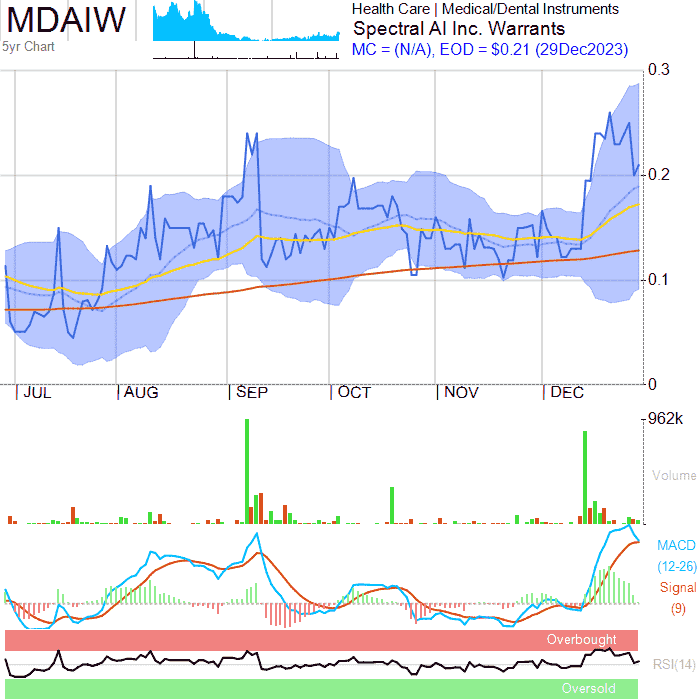 MDAIW
5yr Chart
Health Care | Medical/Dental Instruments
Spectral AI Inc. Warrants
MC = (N/A), EOD = $0.21 (29Dec2023)
0.3
0.2
0.1
0
JUL AUG SEP OCT NOV DEC
962k
Volume
MACD
(12-26)
Signal
(9)
Overbought
RSI(14)
Oversold